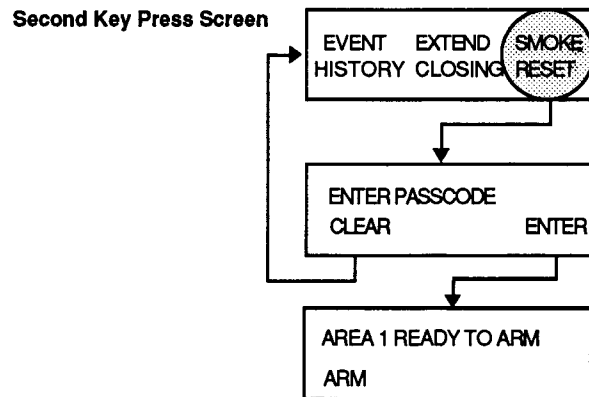 Second Key Press Screen
EVENT EXTEND SMOKE
HISTORY CLOSING RESET
ENTER PASSCODE
CLEAR ENTER
AREA 1 READY TO ARM
ARM